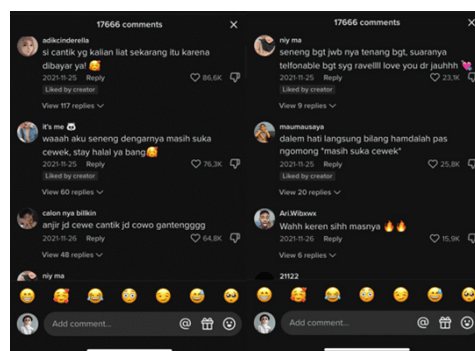 17666 comments
adikcinderella
si cantik yg kalian liat sekarang itu karena
dibayar ya! 🥰
2021-11-25 Reply 86,6K
Liked by creator
View 117 replies
it's me 🐼
waaah aku seneng dengarnya masih suka
cewek, stay halal ya bang🥰
2021-11-25 Reply 76,3K
Liked by creator
View 60 replies
calon nya billkin
anjir jd cewe cantik jd cowo gantengggg
2021-11-26 Reply 64,8K
View 48 replies
niy ma
Add comment...
17666 comments
niy ma
seneng bgt jwb nya tenang bgt, suaranya
telfonable bgt syg ravellll love you dr jauhhh 💘
2021-11-25 Reply 23,1K
View 9 replies
maumausaya
dalem hati langsung bilang hamdalah pas
ngomong "masih suka cewek"
2021-11-25 Reply 25,8K
Liked by creator
View 20 replies
Ari.Wibxwx
Wahh keren sihh masnya 🔥🔥
2021-11-26 Reply 15,9K
View 6 replies
21122
Add comment...